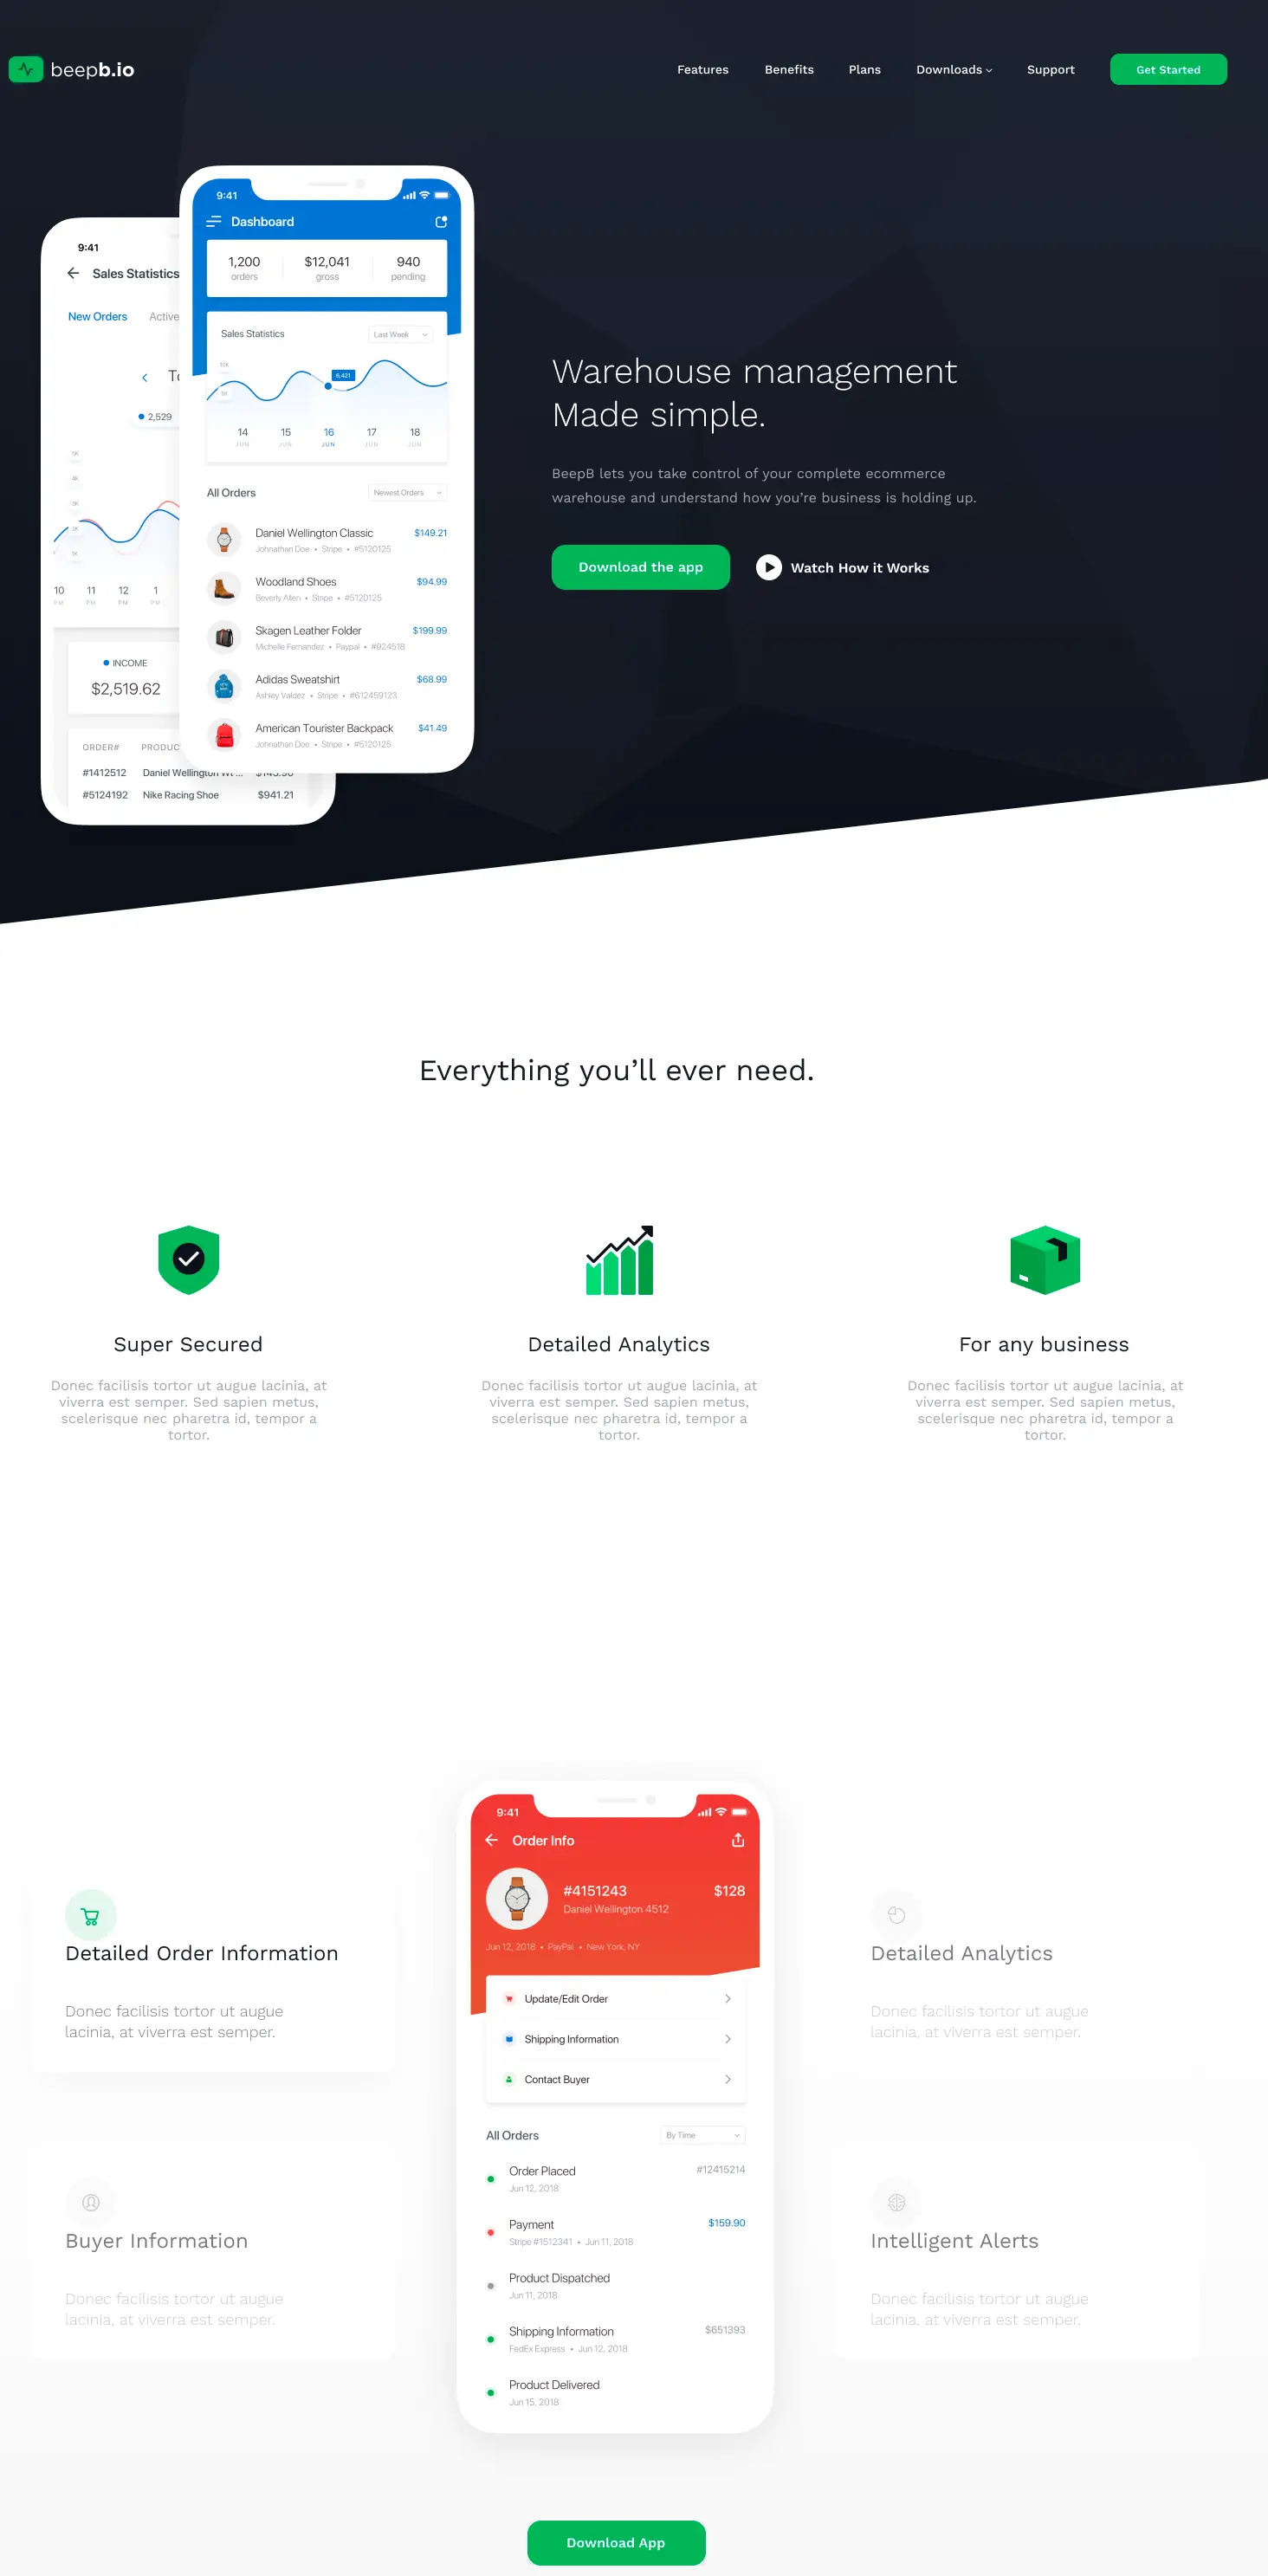 beepb.io
Features
Benefits
Plans
Downloads
Support
Get Started
9:41
Sales Statistics
New Orders
Active
2,529
5K
4K
3K
2K
10
11
12
1
PM
PM
PM
PM
INCOME
$2,519.62
ORDER#
PRODUC
#1412512
Daniel Wellington
#5124192
Nike Racing Shoe
$941.21
9:41
Dashboard
1,200
$12,041
940
orders
gross
pending
Sales Statistics
Last Week
10K
6,421
5K
14
15
16
17
18
JUN
JUN
JUN
JUN
JUN
All Orders
Newest Orders
Daniel Wellington Classic
$149.21
Johnathan Doe • Stripe • #5120125
Woodland Shoes
$94.99
Beverly Allen • Stripe • #5120125
Skagen Leather Folder
$199.99
Michelle Fernandez • Paypal • #924518
Adidas Sweatshirt
$68.99
Ashley Valdez • Stripe • #612459123
American Tourister Backpack
$41.49
Johnathan Doe • Stripe • #5120125
Warehouse management
Made simple.
BeepB lets you take control of your complete ecommerce
warehouse and understand how you’re business is holding up.
Download the app
Watch How it Works
Everything you’ll ever need.
Super Secured
Donec facilisis tortor ut augue lacinia, at
viverra est semper. Sed sapien metus,
scelerisque nec pharetra id, tempor a
tortor.
Detailed Analytics
Donec facilisis tortor ut augue lacinia, at
viverra est semper. Sed sapien metus,
scelerisque nec pharetra id, tempor a
tortor.
For any business
Donec facilisis tortor ut augue lacinia, at
viverra est semper. Sed sapien metus,
scelerisque nec pharetra id, tempor a
tortor.
Detailed Order Information
Donec facilisis tortor ut augue
lacinia, at viverra est semper.
Buyer Information
Donec facilisis tortor ut augue
lacinia, at viverra est semper.
9:41
Order Info
#4151243
$128
Daniel Wellington 4512
Jun 12, 2018 • PayPal • New York, NY
Update/Edit Order
Shipping Information
Contact Buyer
All Orders
By Time
Order Placed
#12415214
Jun 12, 2018
Payment
$159.90
Stripe #1512341 • Jun 11, 2018
Product Dispatched
Jun 11, 2018
Shipping Information
$651393
FedEx Express • Jun 12, 2018
Product Delivered
Jun 15, 2018
Detailed Analytics
Donec facilisis tortor ut augue
lacinia, at viverra est semper.
Intelligent Alerts
Donec facilisis tortor ut augue
lacinia, at viverra est semper.
Download App